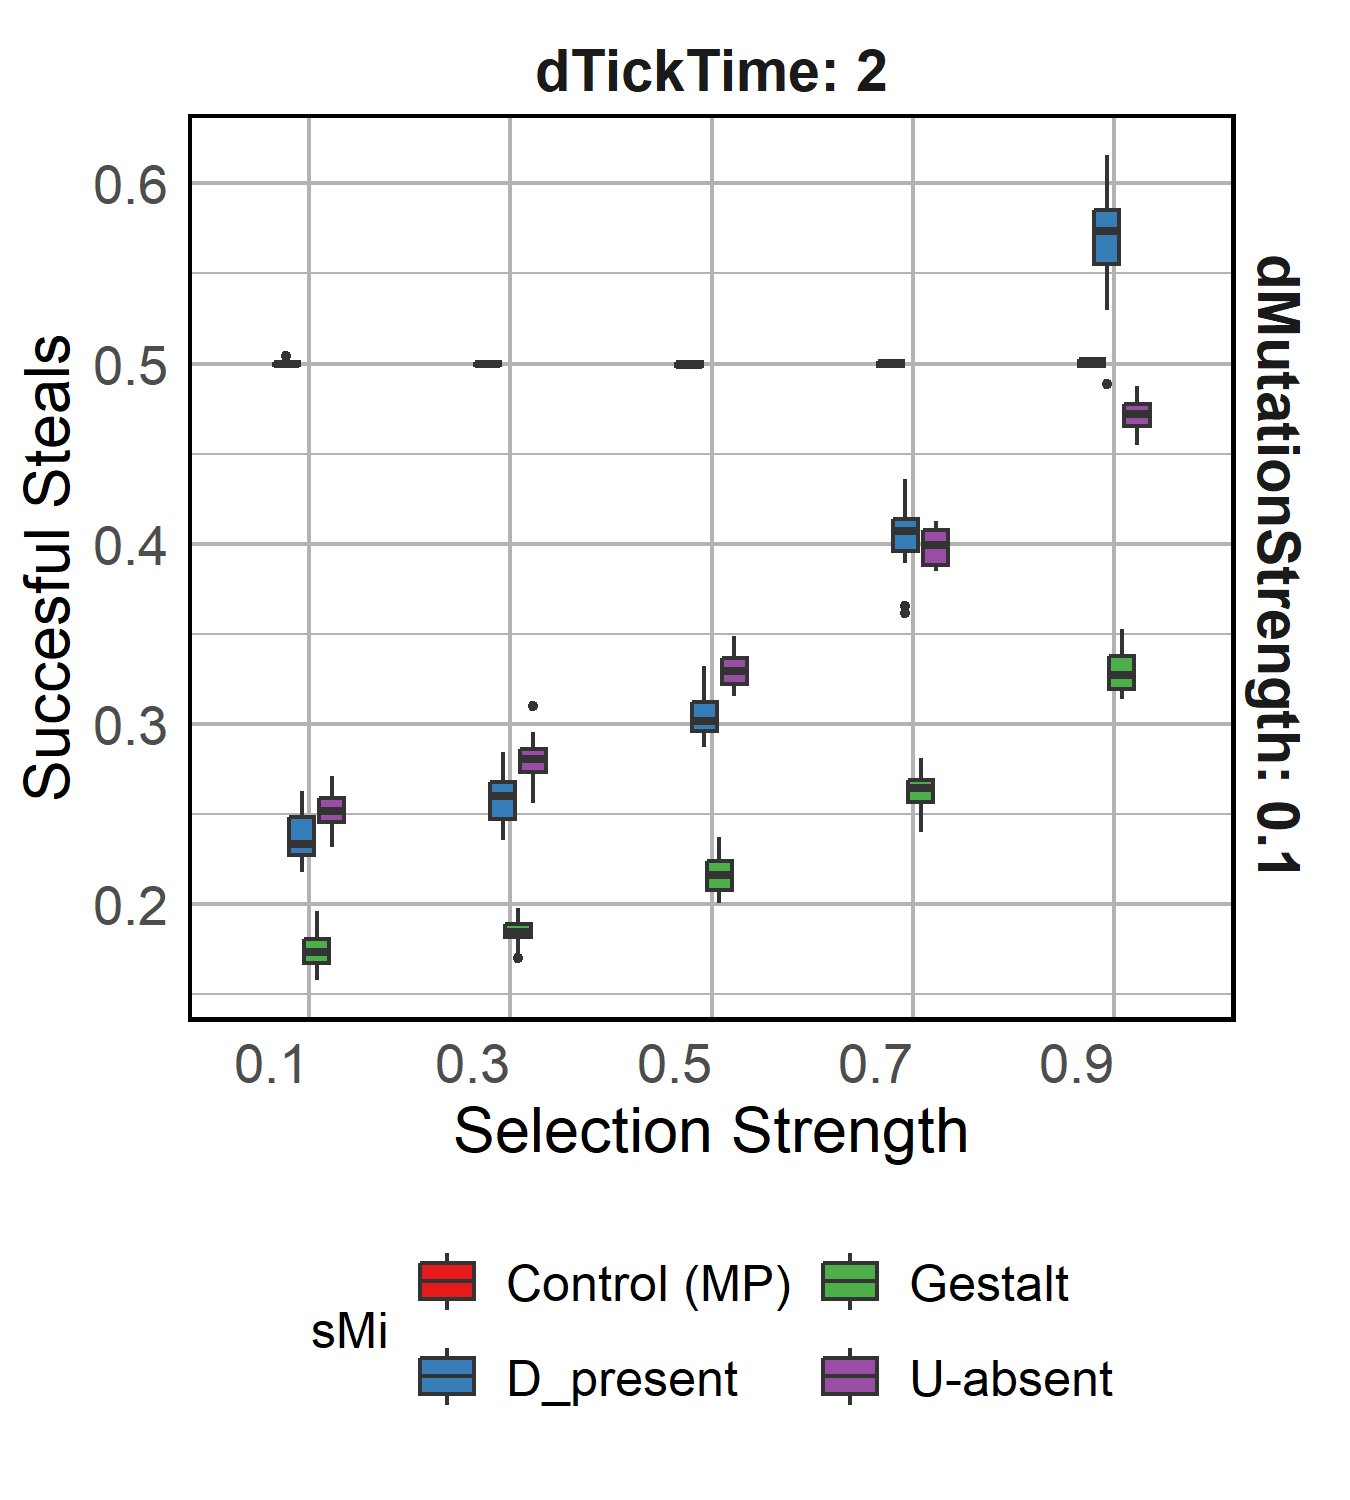 dTickTime: 2
0.6
0.5
0.4
0.3
0.2
Succesful Steals
dMutationStrength: 0.1
0.1 0.3 0.5 0.7 0.9
Selection Strength
sMi
Control (MP) Gestalt
D_present U-absent